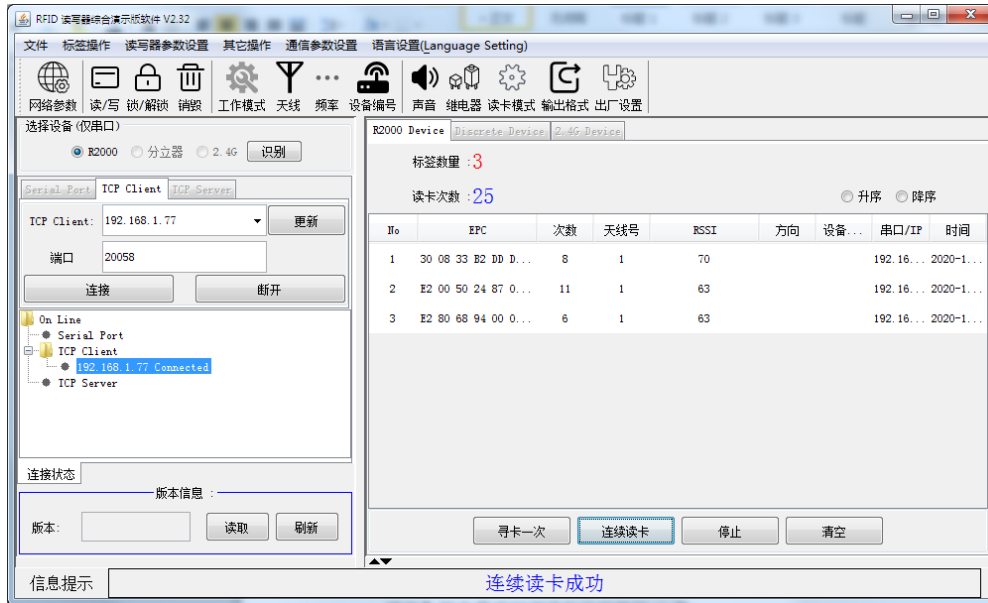 RFID 读写器综合演示版软件 V2.32
文件 标签操作 读写器参数设置 其它操作 通信参数设置 语言设置(Language Setting)
网络参数 读/写 锁/解锁 销毁 工作模式 天线 频率 设备编号 声音 继电器 读卡模式 输出格式 出厂设置
选择设备(仅串口)
R2000 分立器 2.4G 识别
Serial Port TCP Client TCP Server
TCP Client: 192.168.1.77 更新
端口 20058
连接 断开
On Line
Serial Port
TCP Client
192.168.1.77 Connected
TCP Server
连接状态
版本信息 :
版本: 读取 刷新
R2000 Device Discrete Device 2.4G Device
标签数量 :3
读卡次数 :25
升序 降序
No EPC 次数 天线号 RSSI 方向 设备... 串口/IP 时间
1 30 08 33 B2 DD D... 8 1 70 192.16... 2020-1...
2 E2 00 50 24 87 0... 11 1 63 192.16... 2020-1...
3 E2 80 68 94 00 0... 6 1 63 192.16... 2020-1...
寻卡一次 连续读卡 停止 清空
信息提示 连续读卡成功